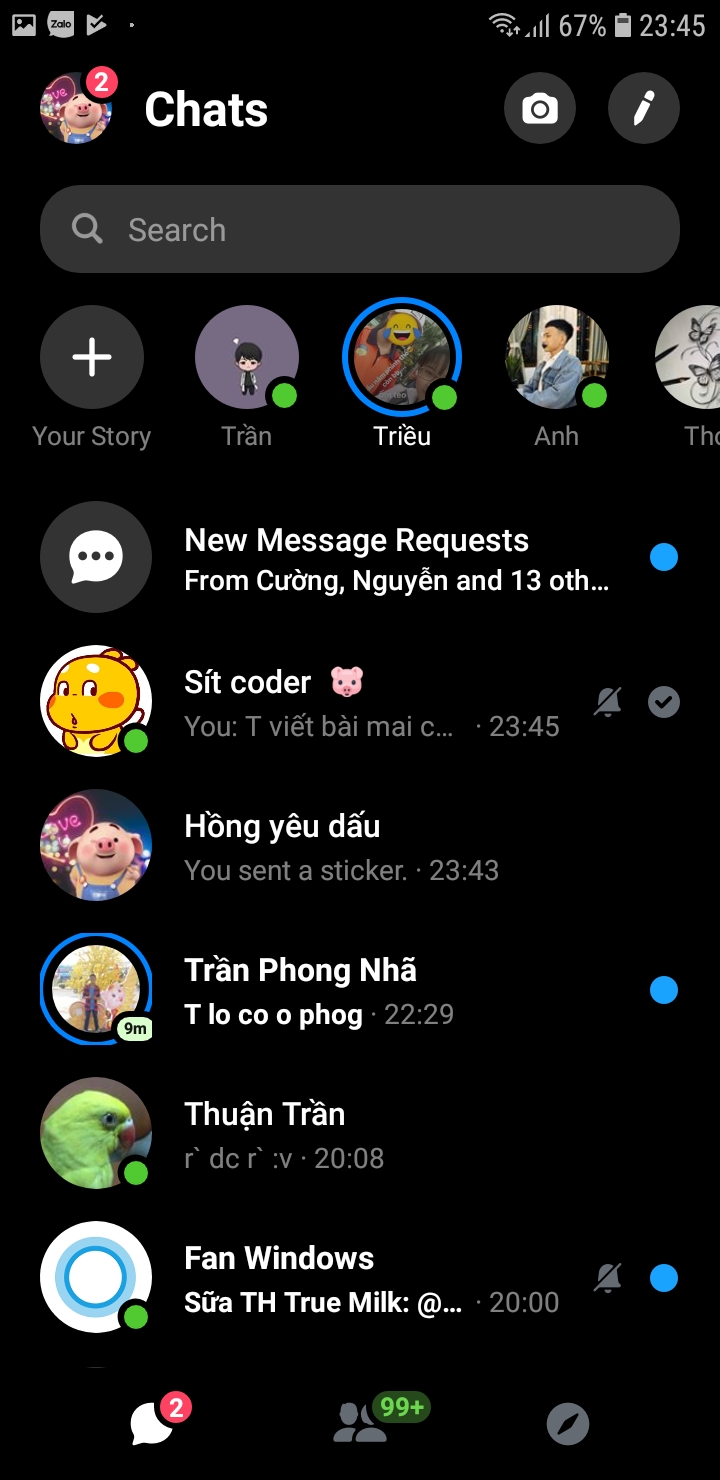 Zalo
67% 23:45
2
Chats
Search
Your Story
Trần
Triều
Anh
New Message Requests
From Cường, Nguyễn and 13 oth...
Sít coder 🐷
You: T viết bài mai c... · 23:45
Hồng yêu dấu
You sent a sticker. · 23:43
Trần Phong Nhã
9m
T lo co o phog · 22:29
Thuận Trần
r` dc r` :v · 20:08
Fan Windows
Sữa TH True Milk: @... · 20:00
2
99+